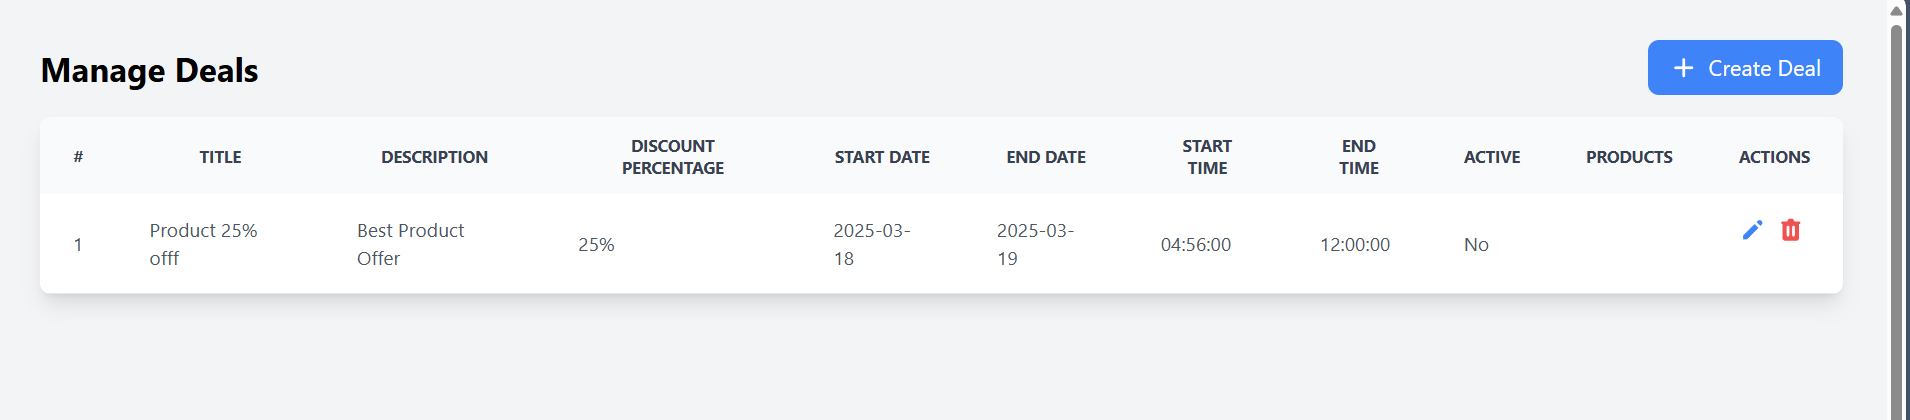 Manage Deals
Create Deal
# TITLE DESCRIPTION DISCOUNT PERCENTAGE START DATE END DATE START TIME END TIME ACTIVE PRODUCTS ACTIONS
1 Product 25% offf Best Product Offer 25% 2025-03-18 2025-03-19 04:56:00 12:00:00 No